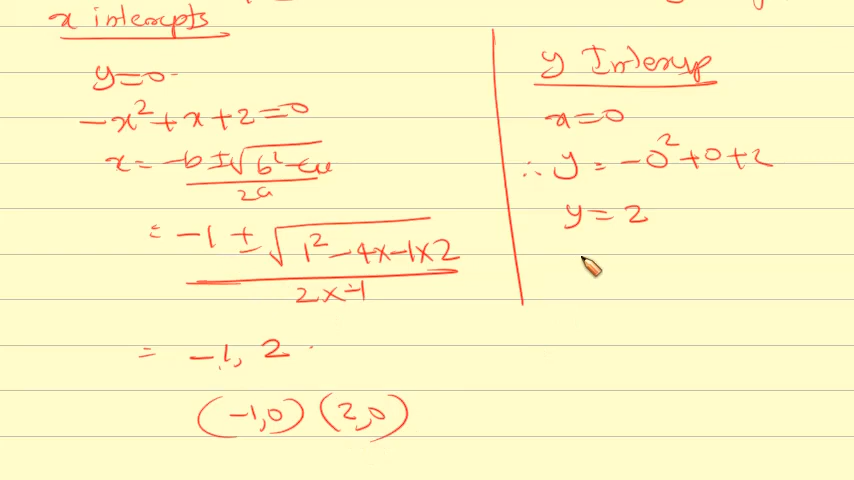 x intercepts
y=0
-x²+x+2=0
x = -b ± √b²-4ac
2a
= -1 ± √1²-4x-1x2
2x-1
= -1, 2
(-1,0) (2,0)
y Intercep
x=0
∴ y = -0²+0+2
y = 2